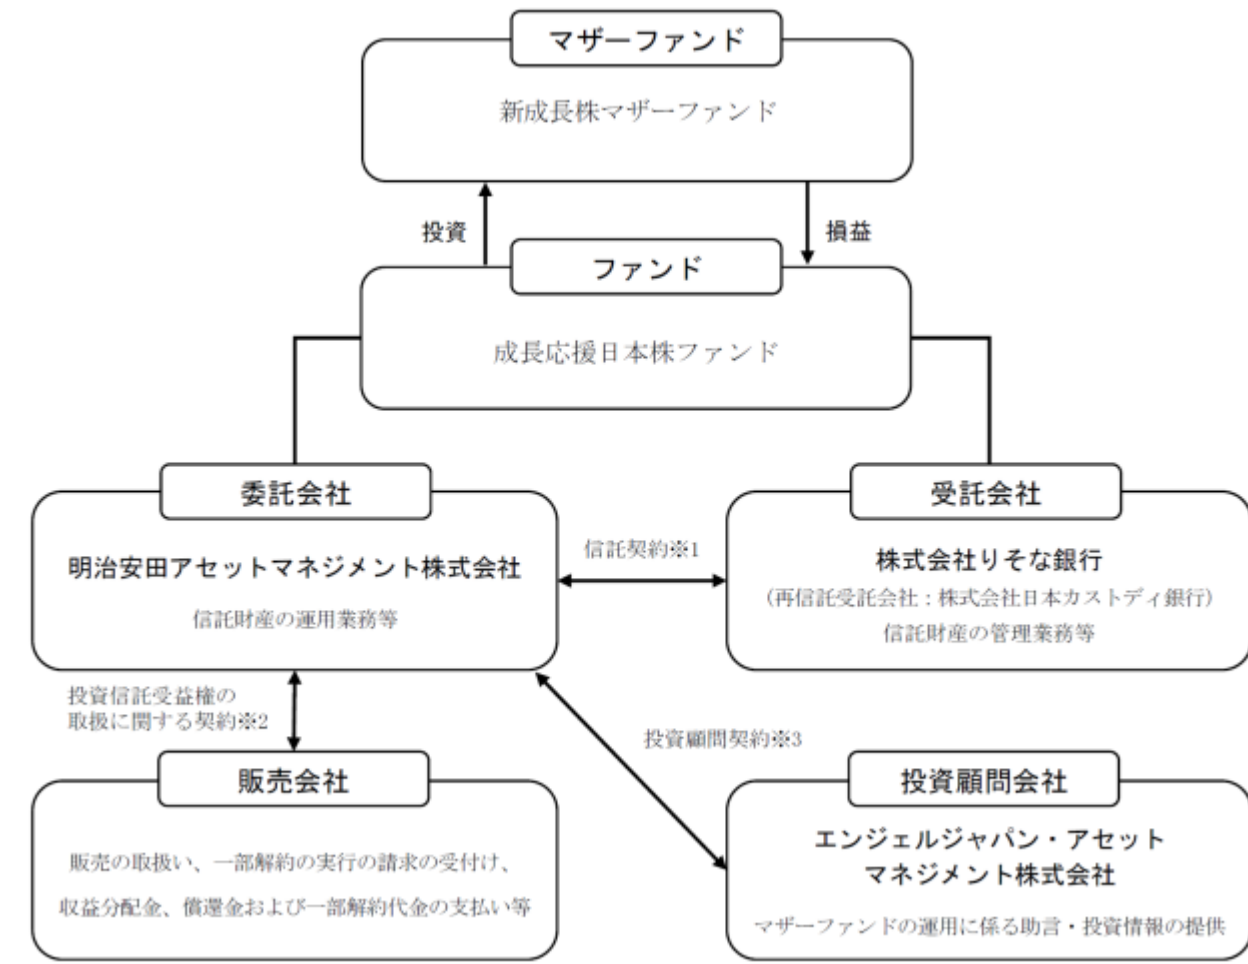 マザーファンド
新成長株マザーファンド
投資
損益
ファンド
成長応援日本株ファンド
委託会社
明治安田アセットマネジメント株式会社
信託財産の運用業務等
信託契約※1
受託会社
株式会社りそな銀行
(再信託受託会社：株式会社日本カストディ銀行)
信託財産の管理業務等
投資信託受益権の
取扱に関する契約※2
投資顧問契約※3
販売会社
販売の取扱い、一部解約の実行の請求の受付け、
収益分配金、償還金および一部解約代金の支払い等
投資顧問会社
エンジェルジャパン・アセット
マネジメント株式会社
マザーファンドの運用に係る助言・投資情報の提供